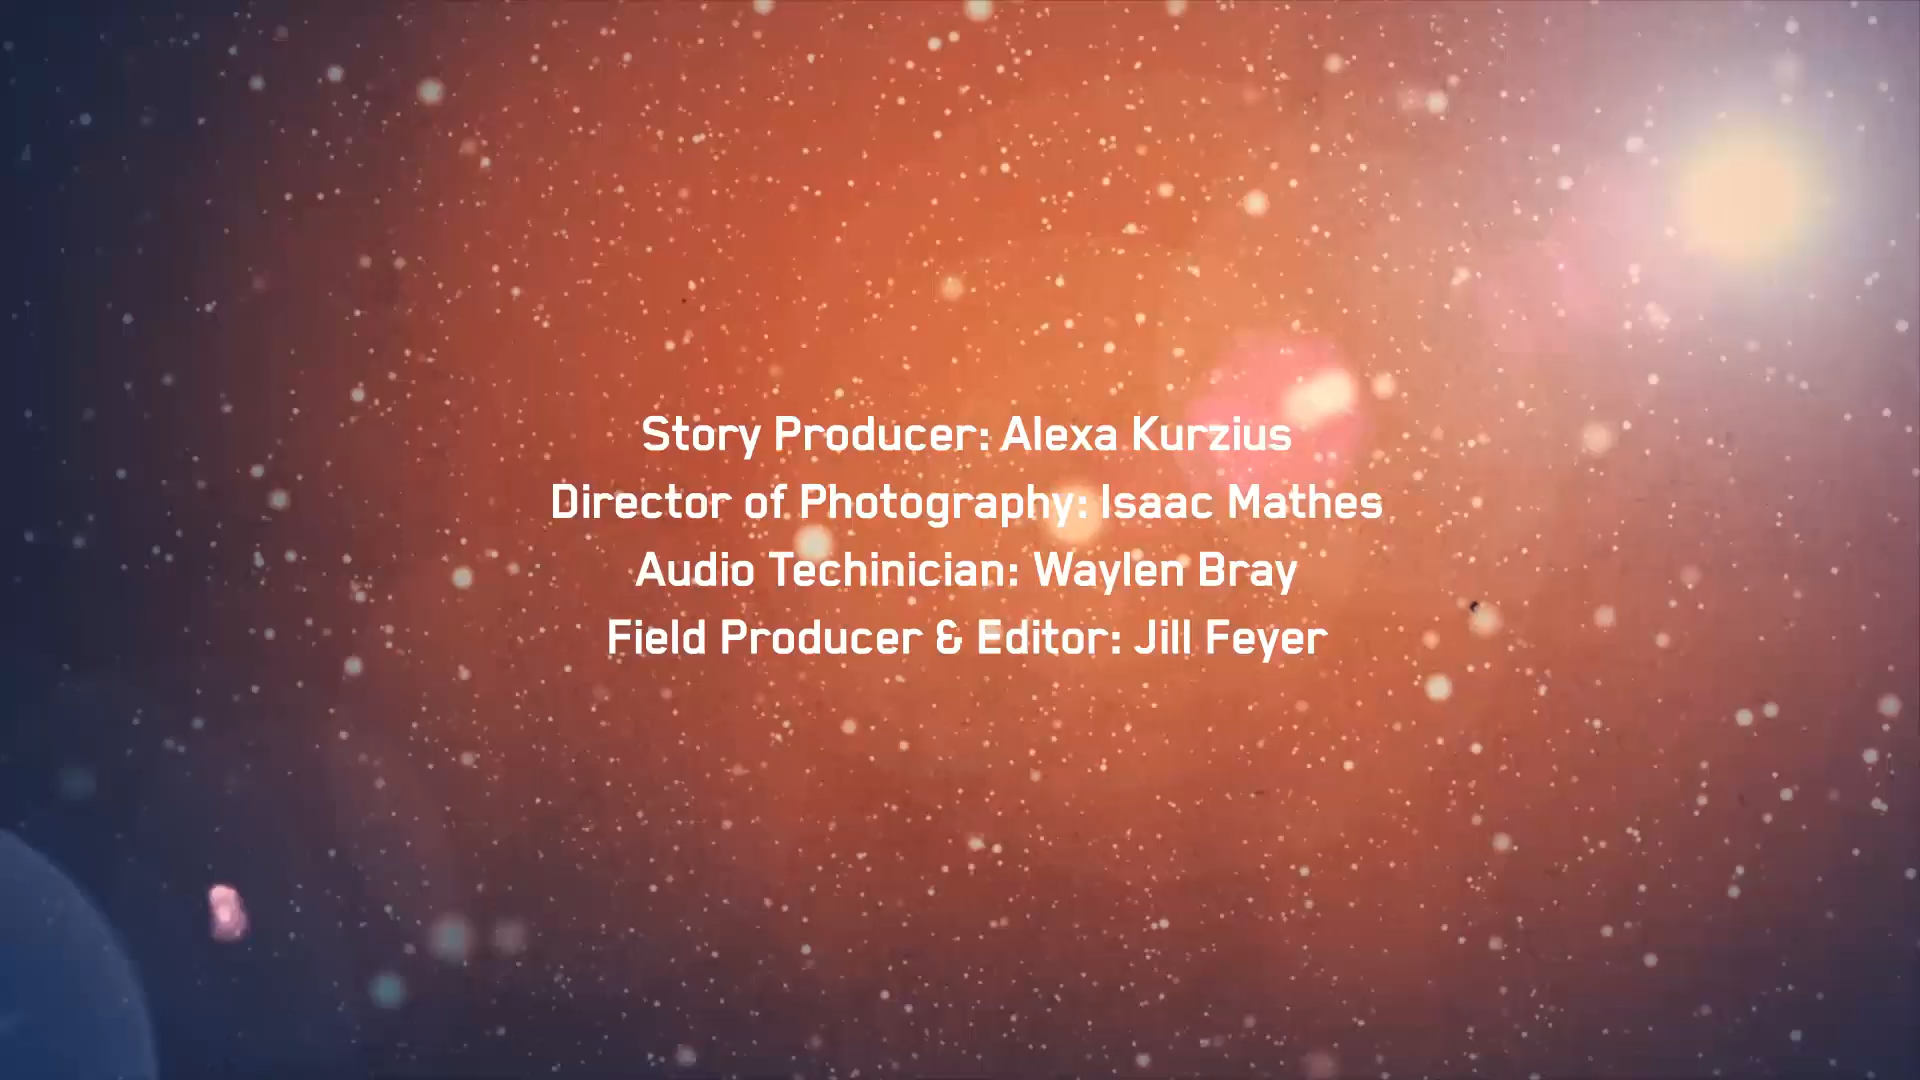 Story Producer: Alexa Kurzius
Director of Photography: Isaac Mathes
Audio Techinician: Waylen Bray
Field Producer & Editor: Jill Feyer